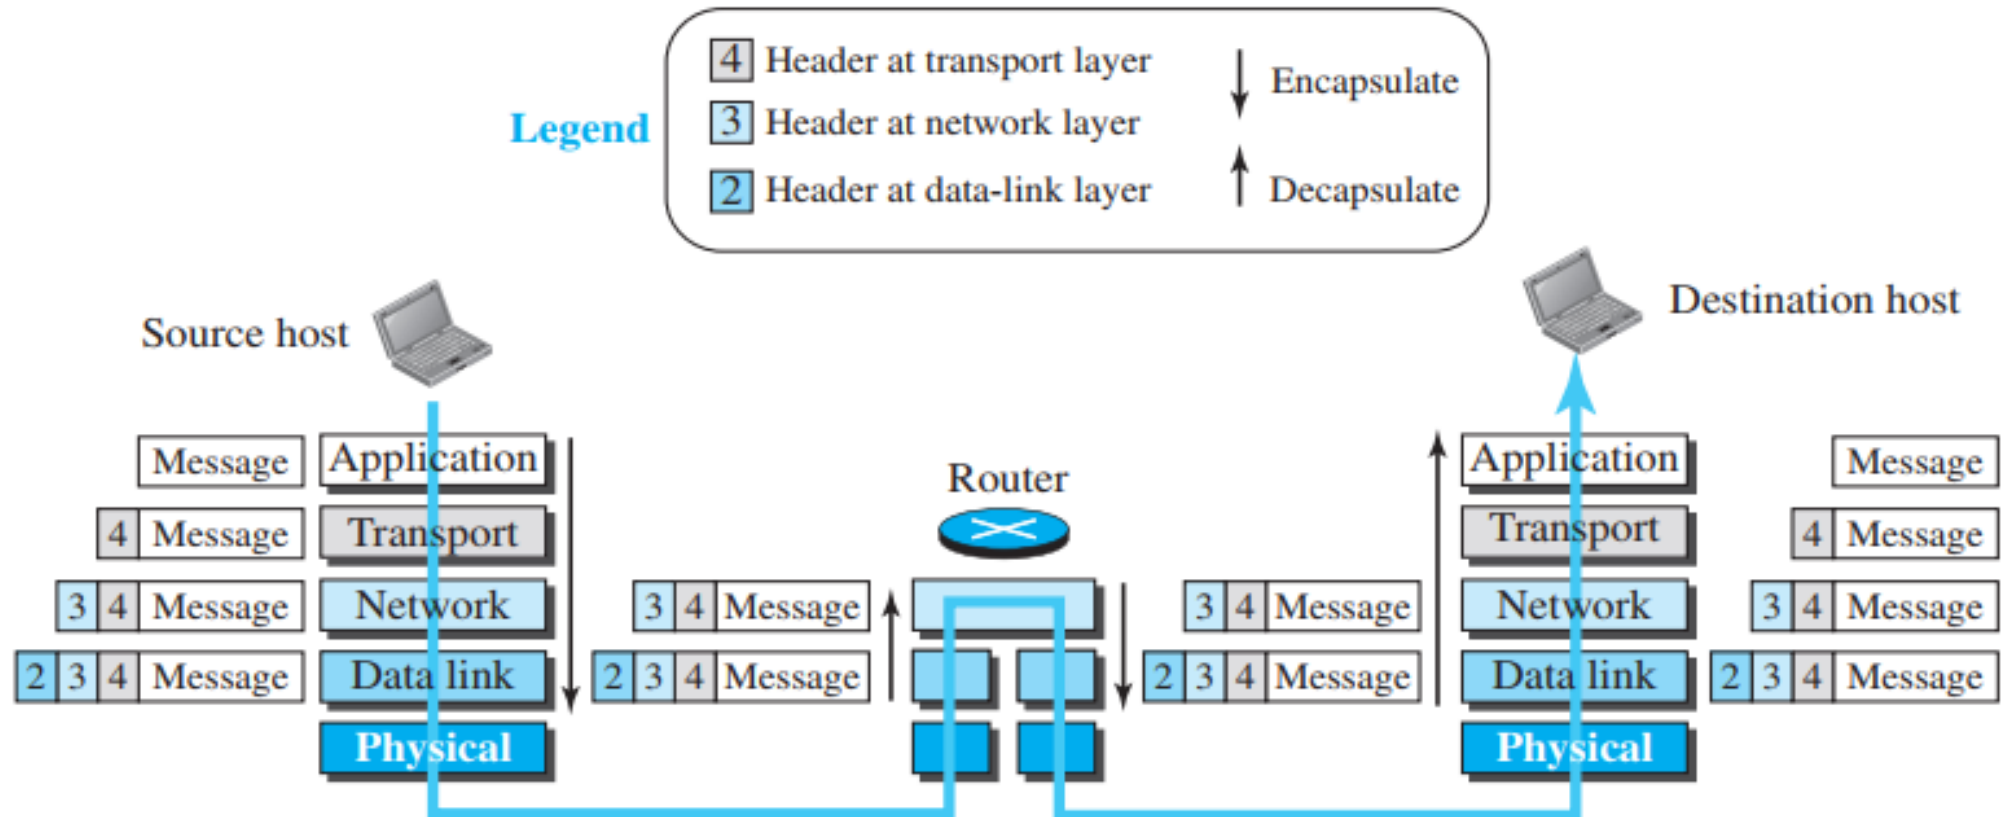 Legend
4 Header at transport layer
3 Header at network layer
2 Header at data-link layer
Encapsulate
Decapsulate
Source host
Destination host
Router
Message Application
4 Message Transport
3 4 Message Network
2 3 4 Message Data link
Physical
3 4 Message
2 3 4 Message
3 4 Message
2 3 4 Message
Application Message
Transport 4 Message
Network 3 4 Message
Data link 2 3 4 Message
Physical